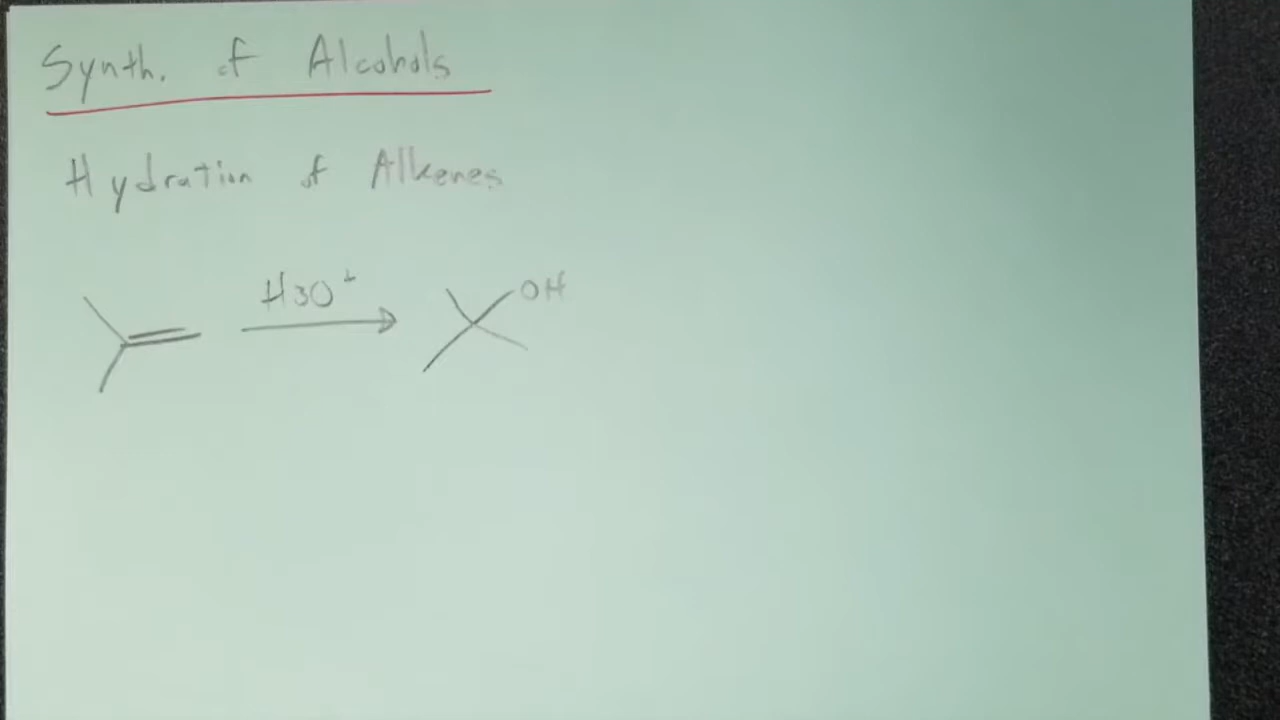 Synth. of Alcohols
Hydration of Alkenes
H3O+
OH